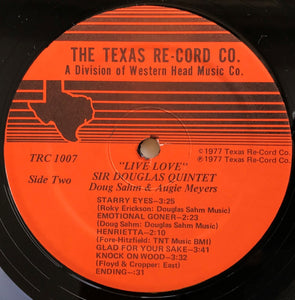 THE TEXAS RE-CORD CO.
A Division of Western Head Music Co.
TRC 1007
Side Two
©1977 Texas Re-Cord Co.
℗1977 Texas Re-Cord Co.
"LIVE LOVE"
SIR DOUGLAS QUINTET
Doug Sahm & Augie Meyers
STARRY EYES—3:25
(Roky Erickson: Douglas Sahm Music)
EMOTIONAL GONER—2:23
(Doug Sahm: Douglas Sahm Music)
HENRIETTA—2:10
(Fore-Hitzfield: TNT Music BMI)
GLAD FOR YOUR SAKE—3:41
KNOCK ON WOOD—3:32
(Floyd & Cropper: East)
ENDING—:31